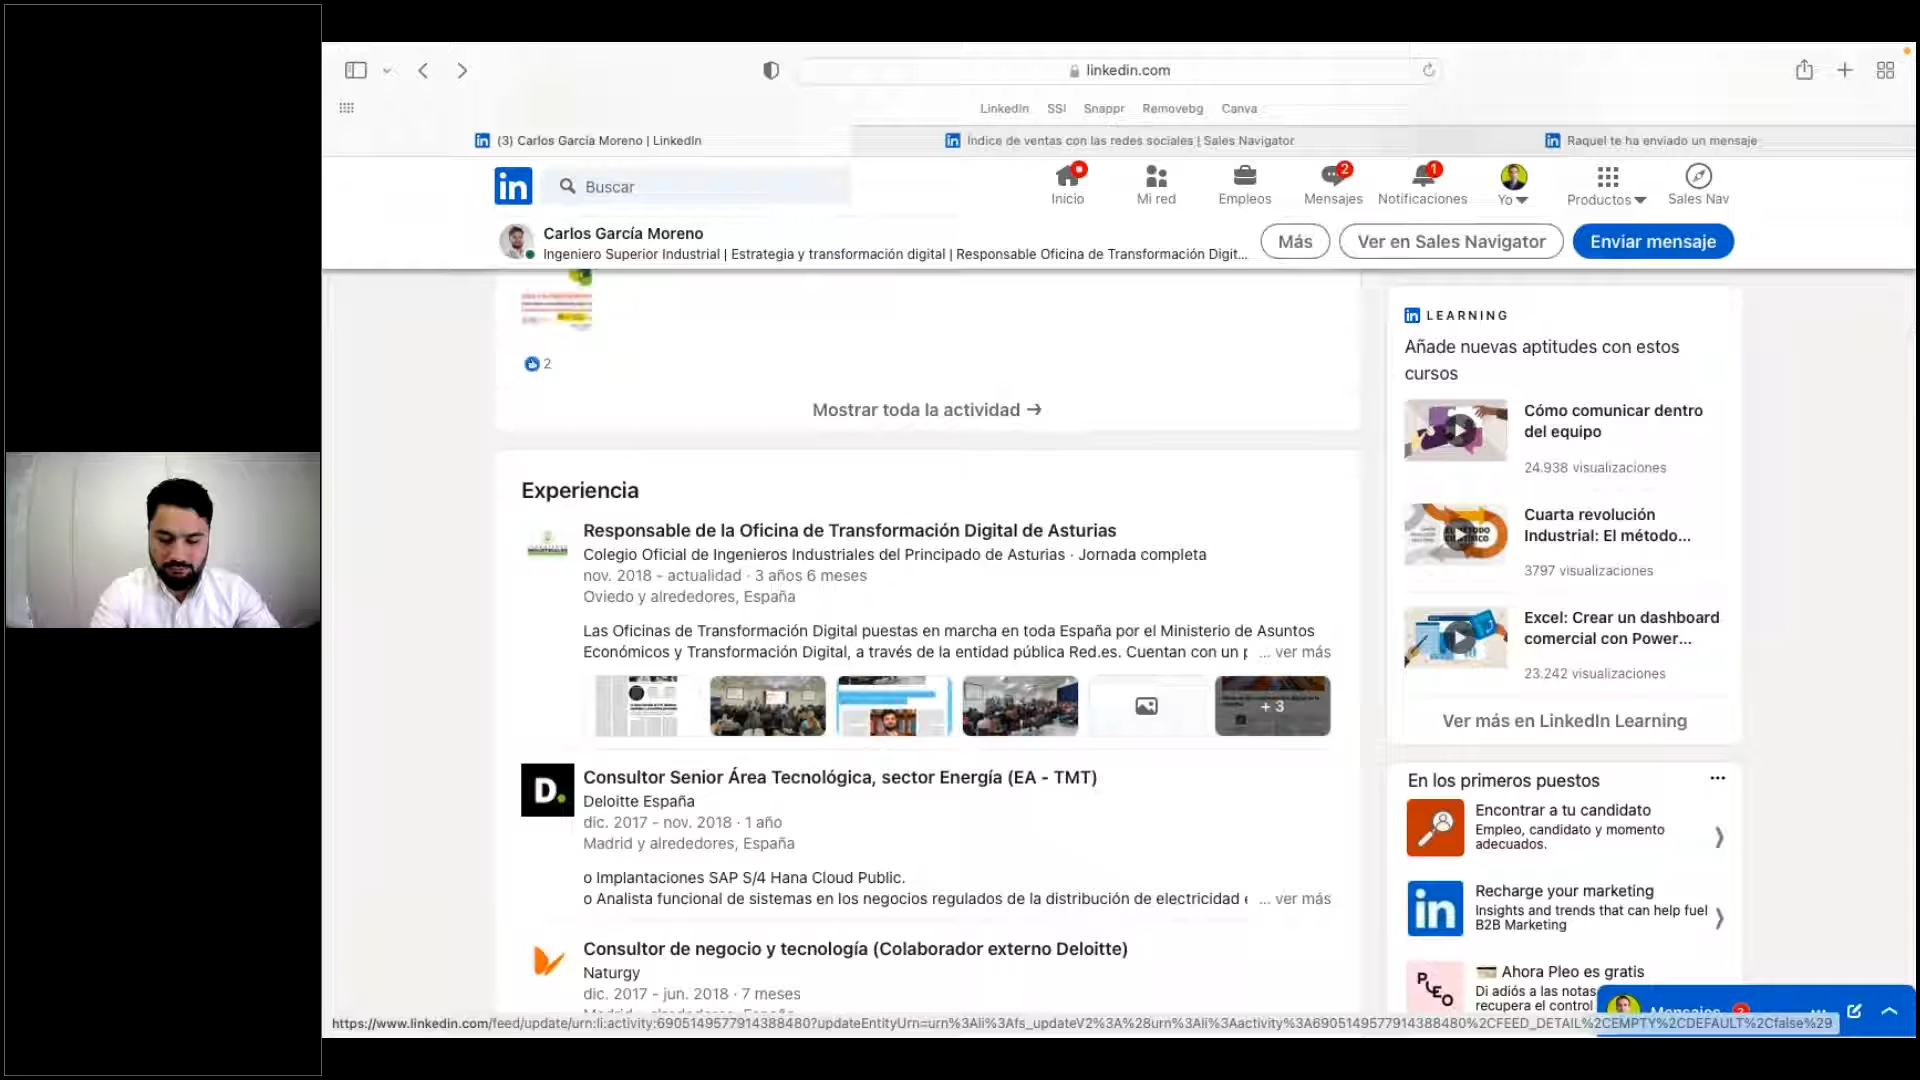 linkedin.com
LinkedIn SSI Snappr Removebg Canva
(3) Carlos García Moreno | LinkedIn
Índice de ventas con las redes sociales | Sales Navigator
Raquel te ha enviado un mensaje
in
Buscar
Inicio
Mi red
Empleos
2
Mensajes
1
Notificaciones
Yo
Productos
Sales Nav
Carlos García Moreno
Ingeniero Superior Industrial | Estrategia y transformación digital | Responsable Oficina de Transformación Digit...
Más
Ver en Sales Navigator
Enviar mensaje
2
Mostrar toda la actividad →
Experiencia
Responsable de la Oficina de Transformación Digital de Asturias
Colegio Oficial de Ingenieros Industriales del Principado de Asturias · Jornada completa
nov. 2018 - actualidad · 3 años 6 meses
Oviedo y alrededores, España
Las Oficinas de Transformación Digital puestas en marcha en toda España por el Ministerio de Asuntos
Económicos y Transformación Digital, a través de la entidad pública Red.es. Cuentan con un p ... ver más
+ 3
D.
Consultor Senior Área Tecnológica, sector Energía (EA - TMT)
Deloitte España
dic. 2017 - nov. 2018 · 1 año
Madrid y alrededores, España
o Implantaciones SAP S/4 Hana Cloud Public.
o Analista funcional de sistemas en los negocios regulados de la distribución de electricidad ... ver más
Consultor de negocio y tecnología (Colaborador externo Deloitte)
Naturgy
dic. 2017 - jun. 2018 · 7 meses
in LEARNING
Añade nuevas aptitudes con estos
cursos
Cómo comunicar dentro
del equipo
24.938 visualizaciones
Cuarta revolución
Industrial: El método...
3797 visualizaciones
Excel: Crear un dashboard
comercial con Power...
23.242 visualizaciones
Ver más en LinkedIn Learning
En los primeros puestos
Encontrar a tu candidato
Empleo, candidato y momento
adecuados.
in
Recharge your marketing
Insights and trends that can help fuel
B2B Marketing
PLEO
Ahora Pleo es gratis
Di adiós a las notas
recupera el control
Mensajes
https://www.linkedin.com/feed/update/urn:li:activity:6905149577914388480?updateEntityUrn=urn%3Ali%3Afs_updateV2%3A%28urn%3Ali%3Aactivity%3A6905149577914388480%2CFEED_DETAIL%2CEMPTY%2CDEFAULT%2Cfalse%29